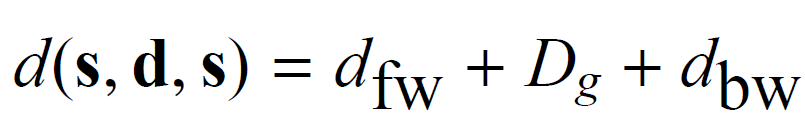 d(s, d, s) = d_fw + D_g + d_bw